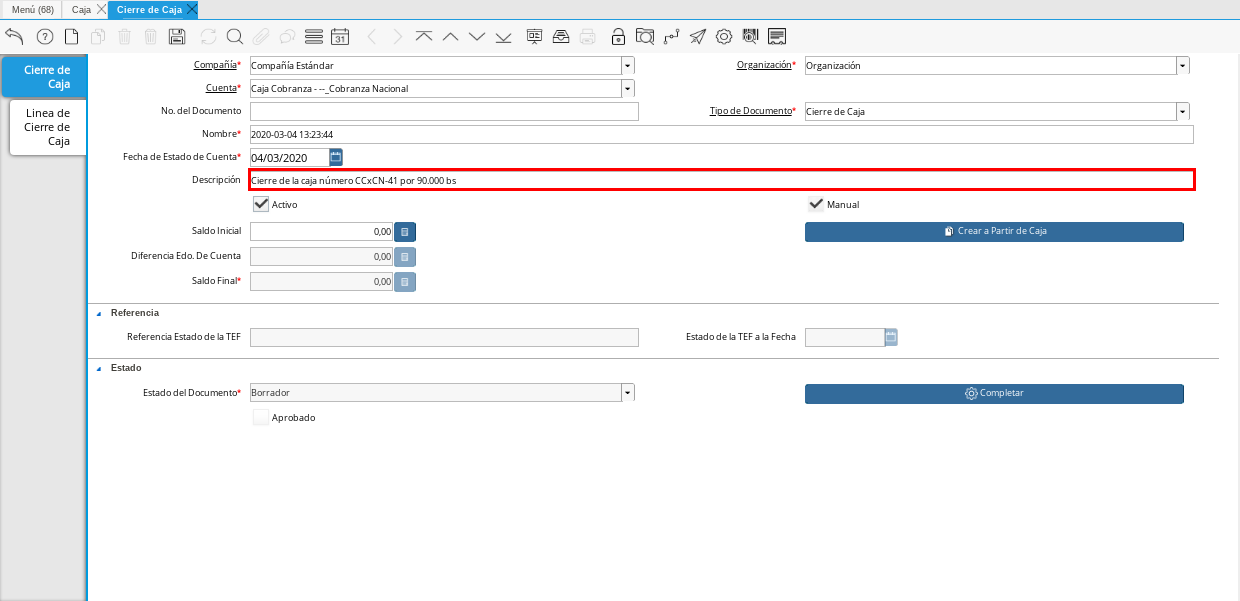 Menú (68) Caja Cierre de Caja
31
Cierre de
Caja
Linea de
Cierre de
Caja
Compañía* Compañía Estándar Organización* Organización
Cuenta* Caja Cobranza - --_Cobranza Nacional
No. del Documento Tipo de Documento* Cierre de Caja
Nombre* 2020-03-04 13:23:44
Fecha de Estado de Cuenta* 04/03/2020
Descripción Cierre de la caja número CCxCN-41 por 90.000 bs
Activo Manual
Saldo Inicial 0,00 Crear a Partir de Caja
Diferencia Edo. De Cuenta 0,00
Saldo Final* 0,00
Referencia
Referencia Estado de la TEF Estado de la TEF a la Fecha
Estado
Estado del Documento* Borrador Completar
Aprobado